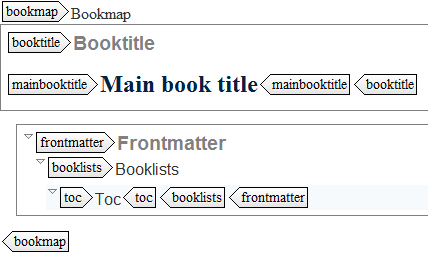 bookmap Bookmap
booktitle Booktitle
mainbooktitle Main book title mainbooktitle booktitle
frontmatter Frontmatter
booklists Booklists
toc Toc toc booklists frontmatter
bookmap